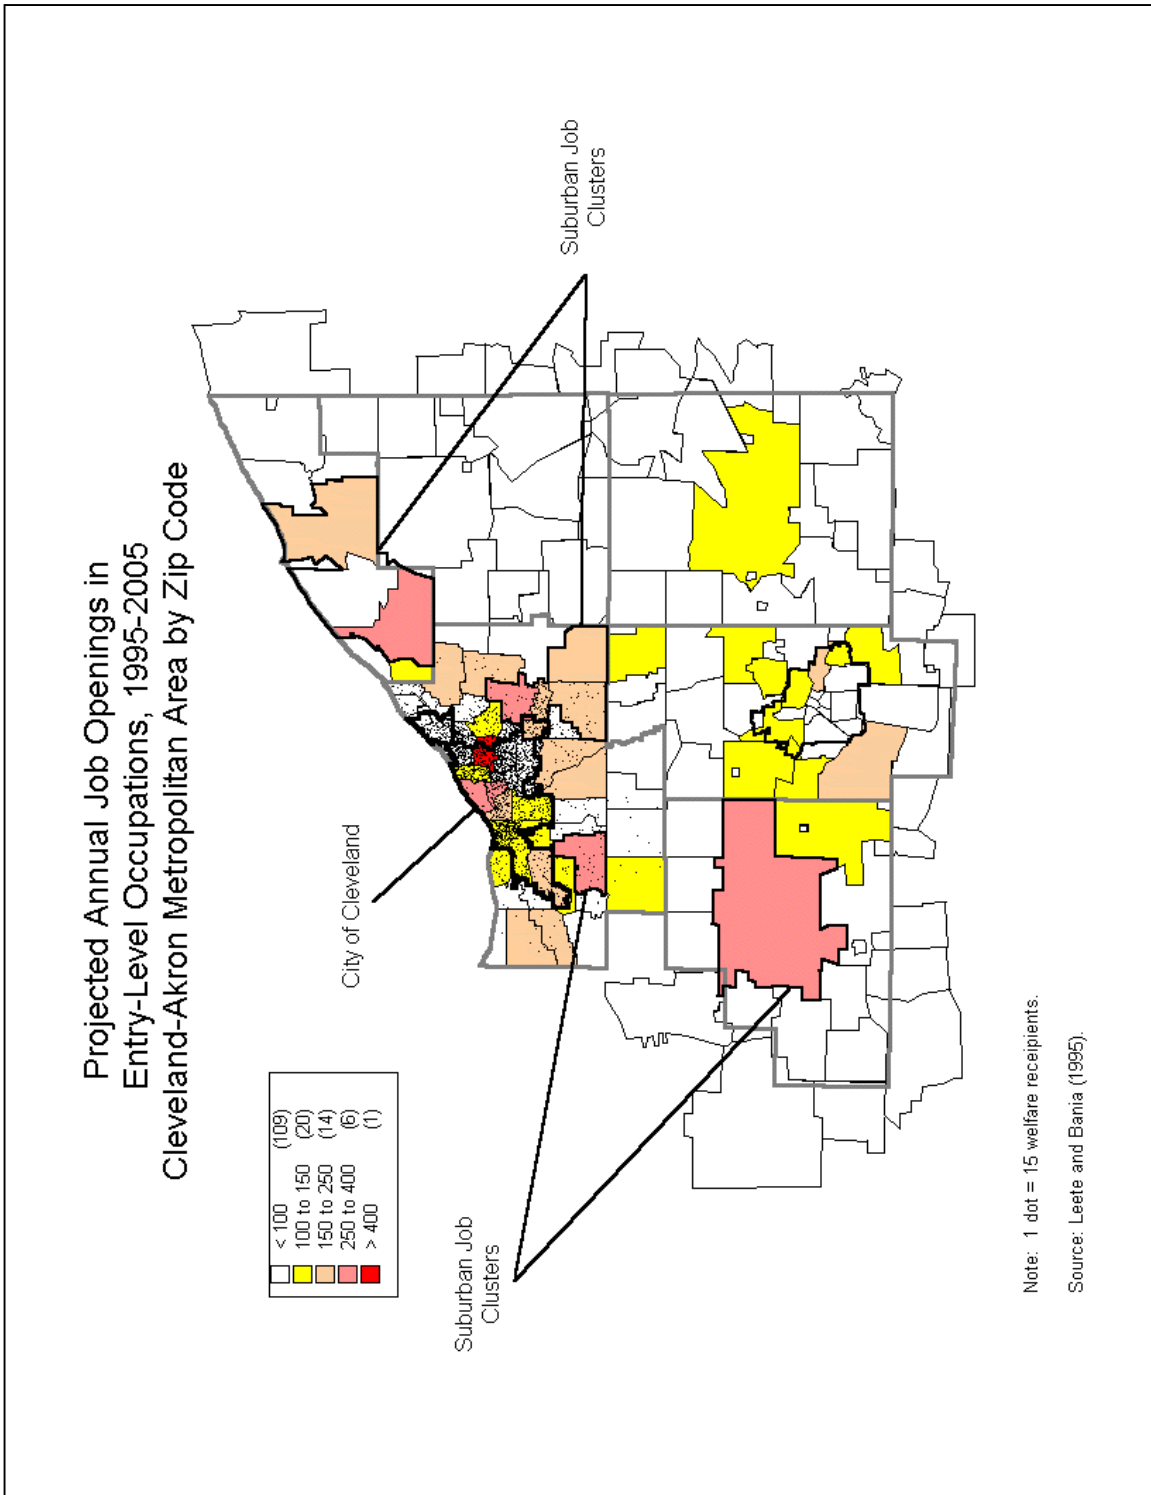 Projected Annual Job Openings in
Entry-Level Occupations, 1995-2005
Cleveland-Akron Metropolitan Area by Zip Code
< 100 (109)
100 to 150 (20)
150 to 250 (14)
250 to 400 (6)
> 400 (1)
City of Cleveland
Suburban Job
Clusters
Suburban Job
Clusters
Note: 1 dot = 15 welfare receipients.
Source: Leete and Bania (1995).